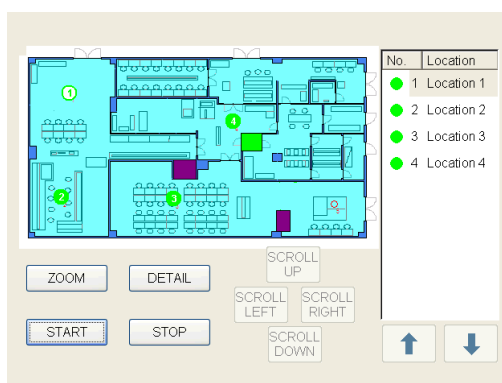 No. Location
1 Location 1
2 Location 2
3 Location 3
4 Location 4
1
4
2
3
ZOOM DETAIL
START STOP
SCROLL
UP
SCROLL SCROLL
LEFT RIGHT
SCROLL
DOWN